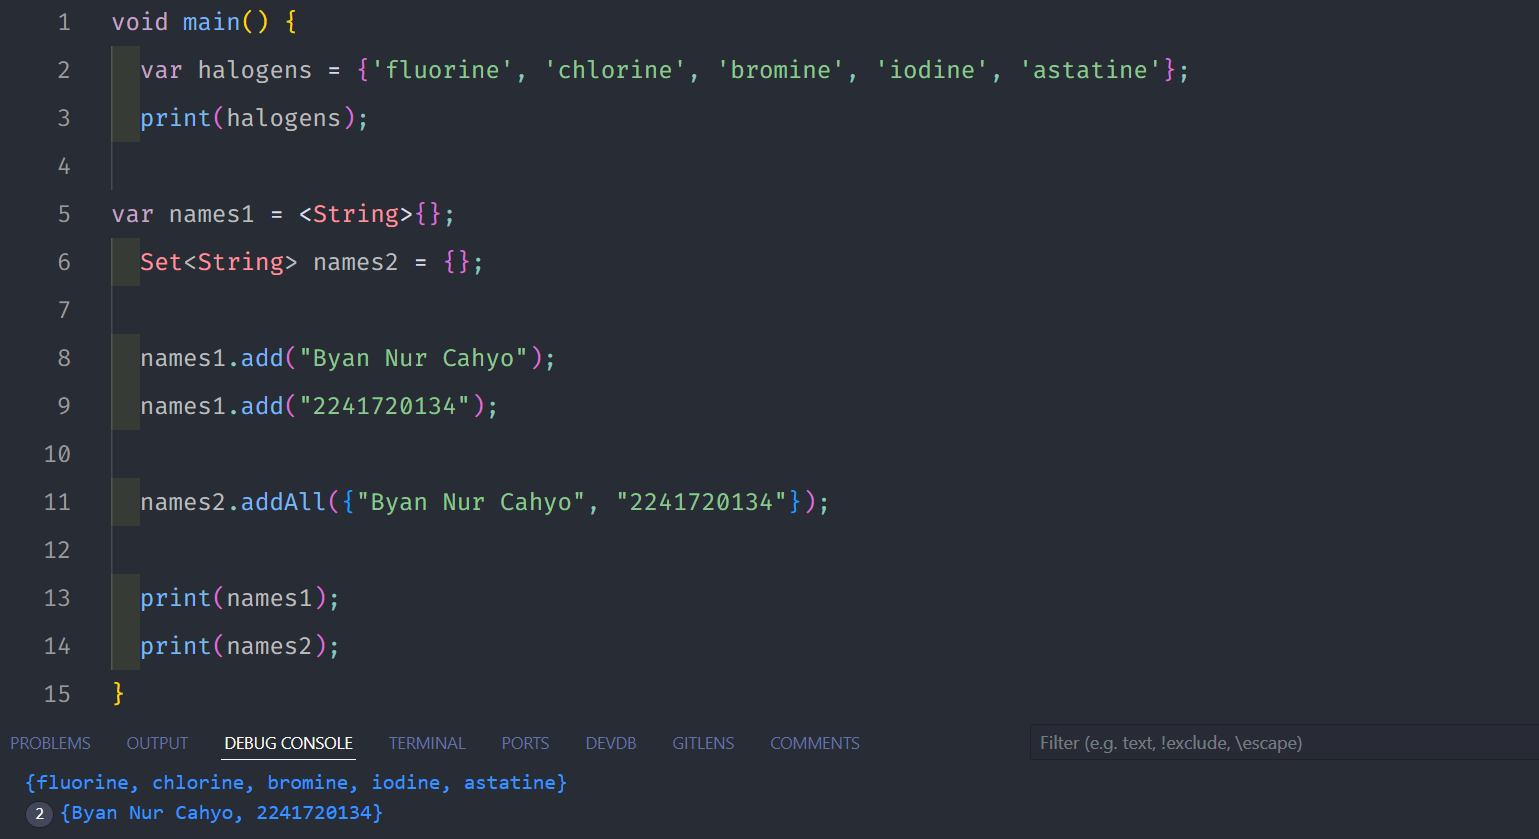 1 void main() {
2 var halogens = {'fluorine', 'chlorine', 'bromine', 'iodine', 'astatine'};
3 print(halogens);
4
5 var names1 = <String>{};
6 Set<String> names2 = {};
7
8 names1.add("Byan Nur Cahyo");
9 names1.add("2241720134");
10
11 names2.addAll({"Byan Nur Cahyo", "2241720134"});
12
13 print(names1);
14 print(names2);
15 }
PROBLEMS OUTPUT DEBUG CONSOLE TERMINAL PORTS DEVDB GITLENS COMMENTS Filter (e.g. text, !exclude, \escape)
{fluorine, chlorine, bromine, iodine, astatine}
2 {Byan Nur Cahyo, 2241720134}